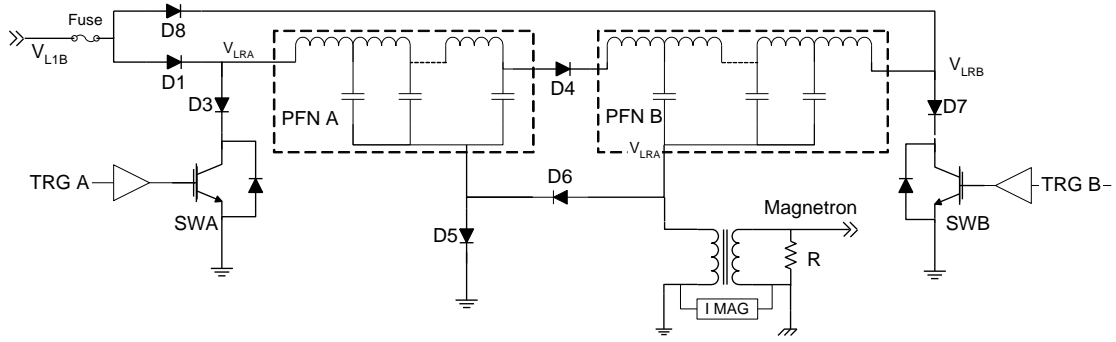 Fuse
D8
V_L1B
D1
V_LRA
D3
PFN A
D4
PFN B
V_LRB
D7
V_LRA
TRG A
SWA
D6
D5
Magnetron
R
I MAG
SWB
TRG B